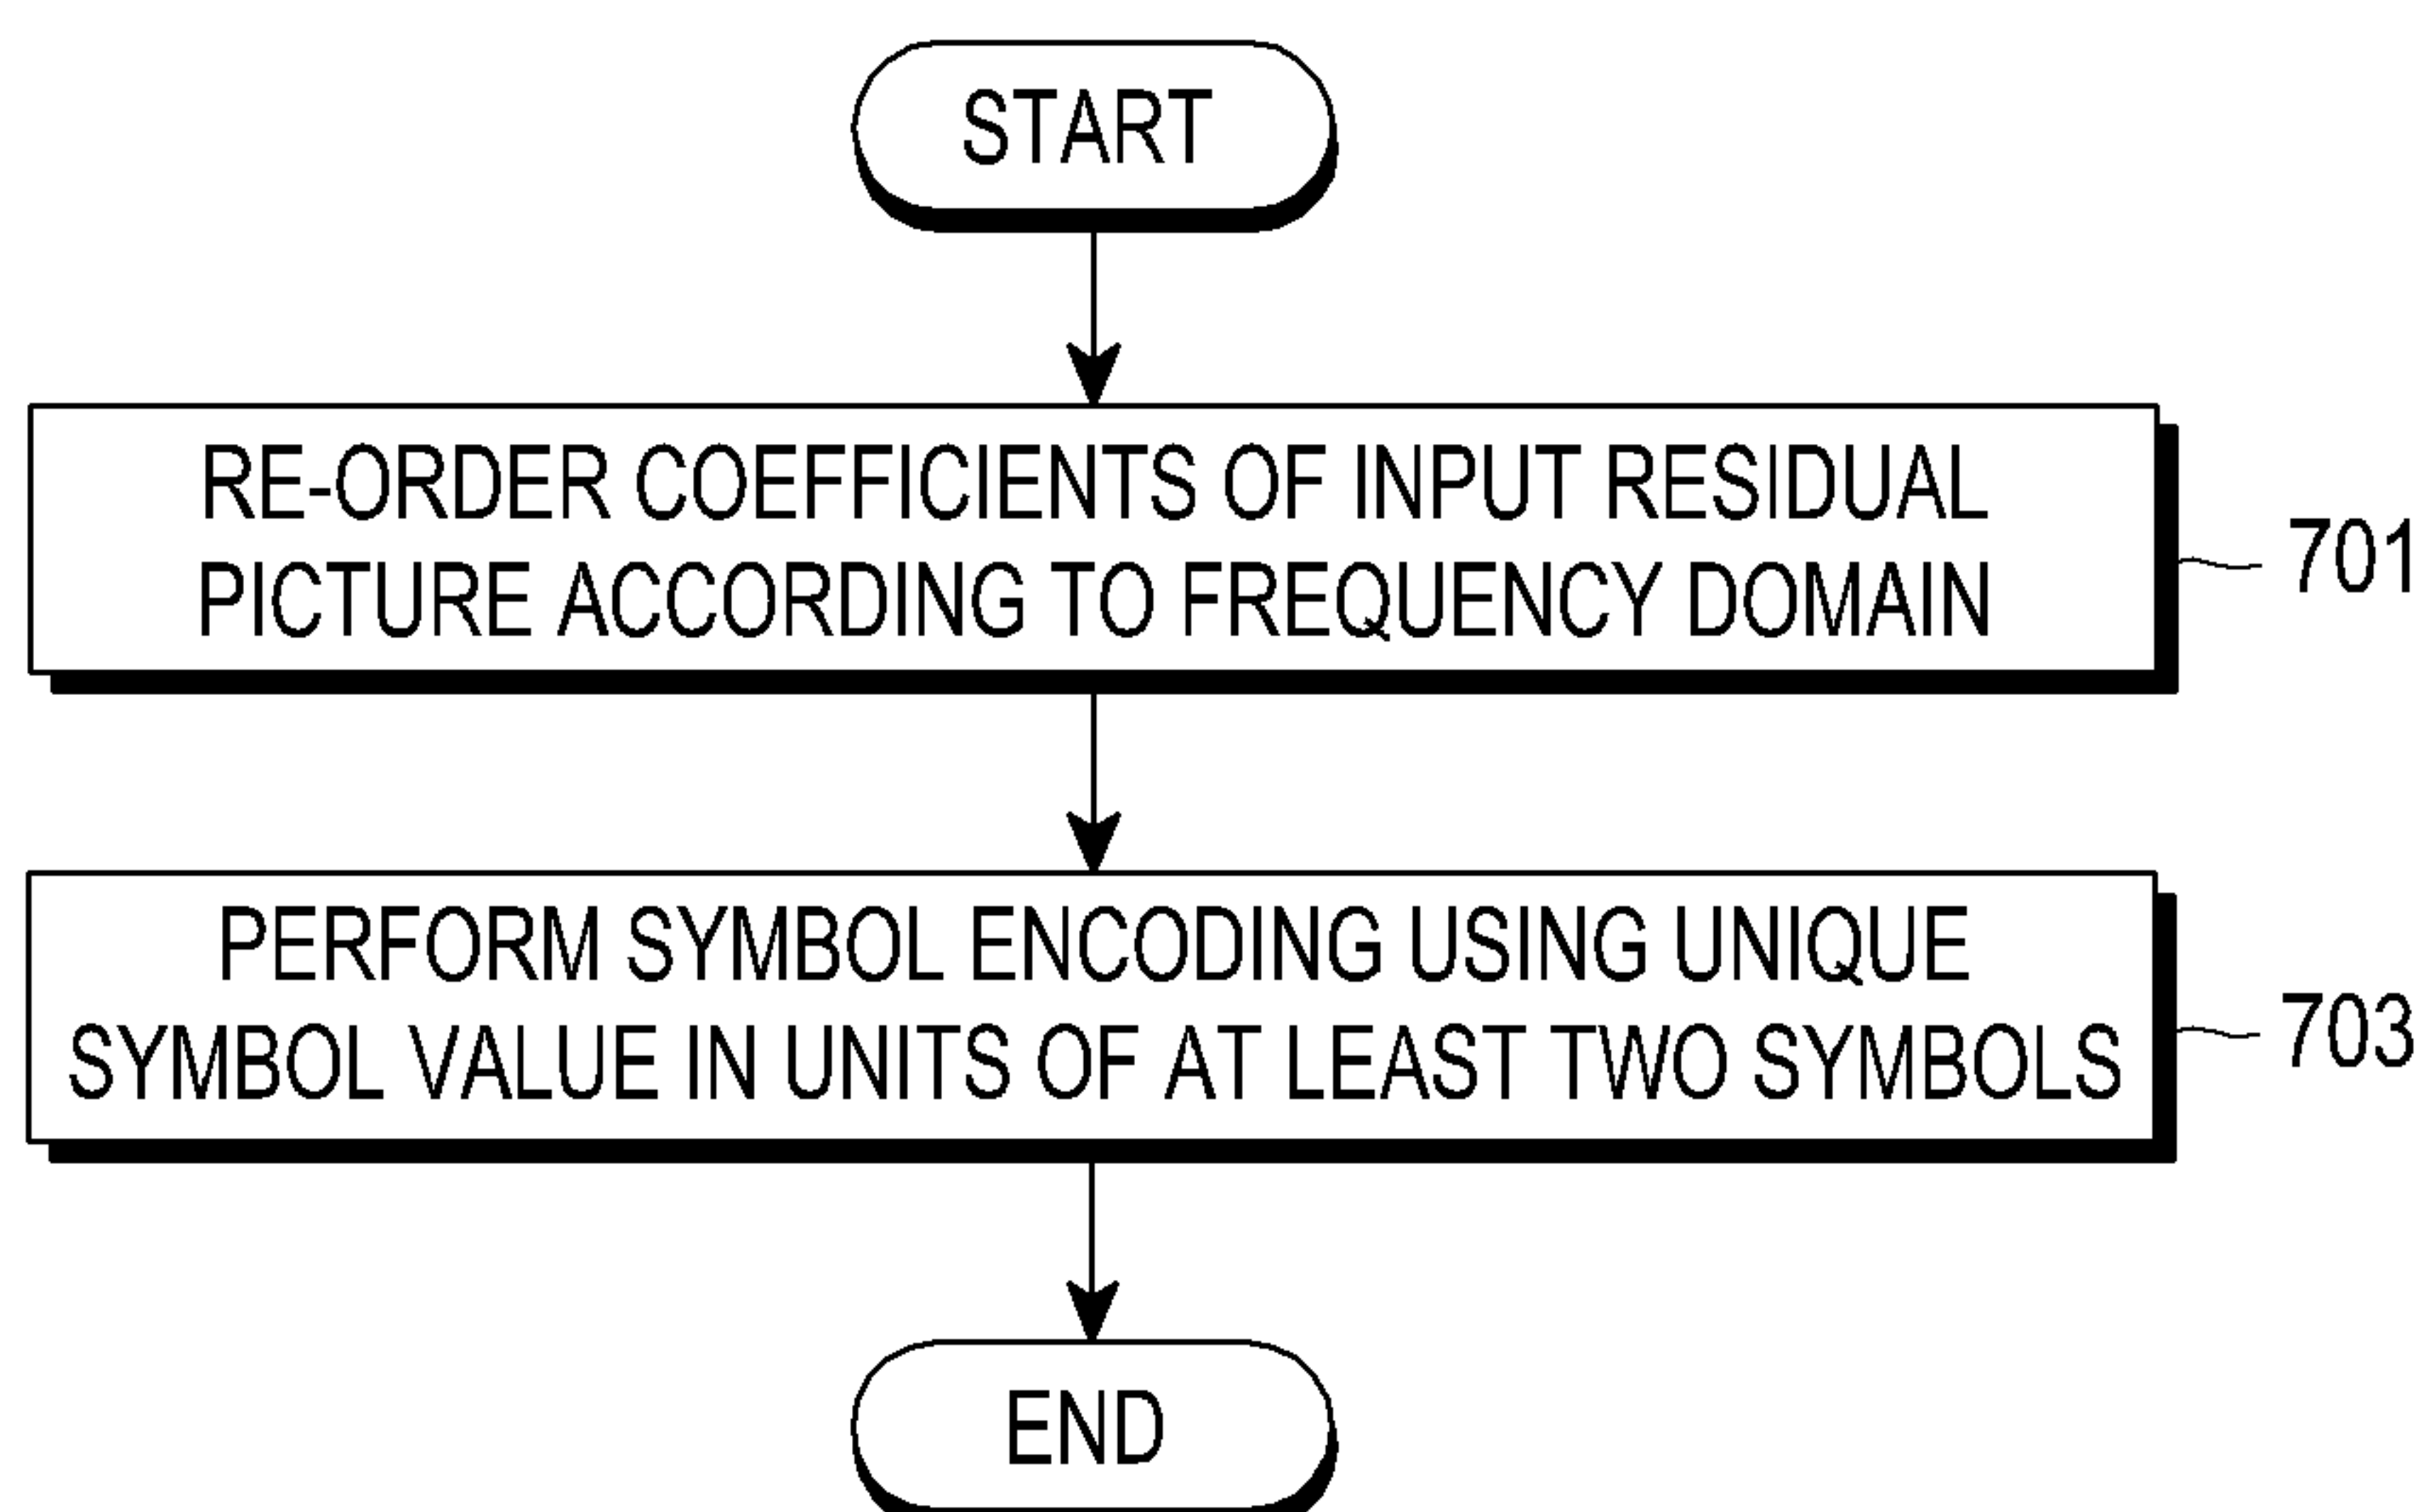 START
RE-ORDER COEFFICIENTS OF INPUT RESIDUAL
PICTURE ACCORDING TO FREQUENCY DOMAIN
701
PERFORM SYMBOL ENCODING USING UNIQUE
SYMBOL VALUE IN UNITS OF AT LEAST TWO SYMBOLS
703
END